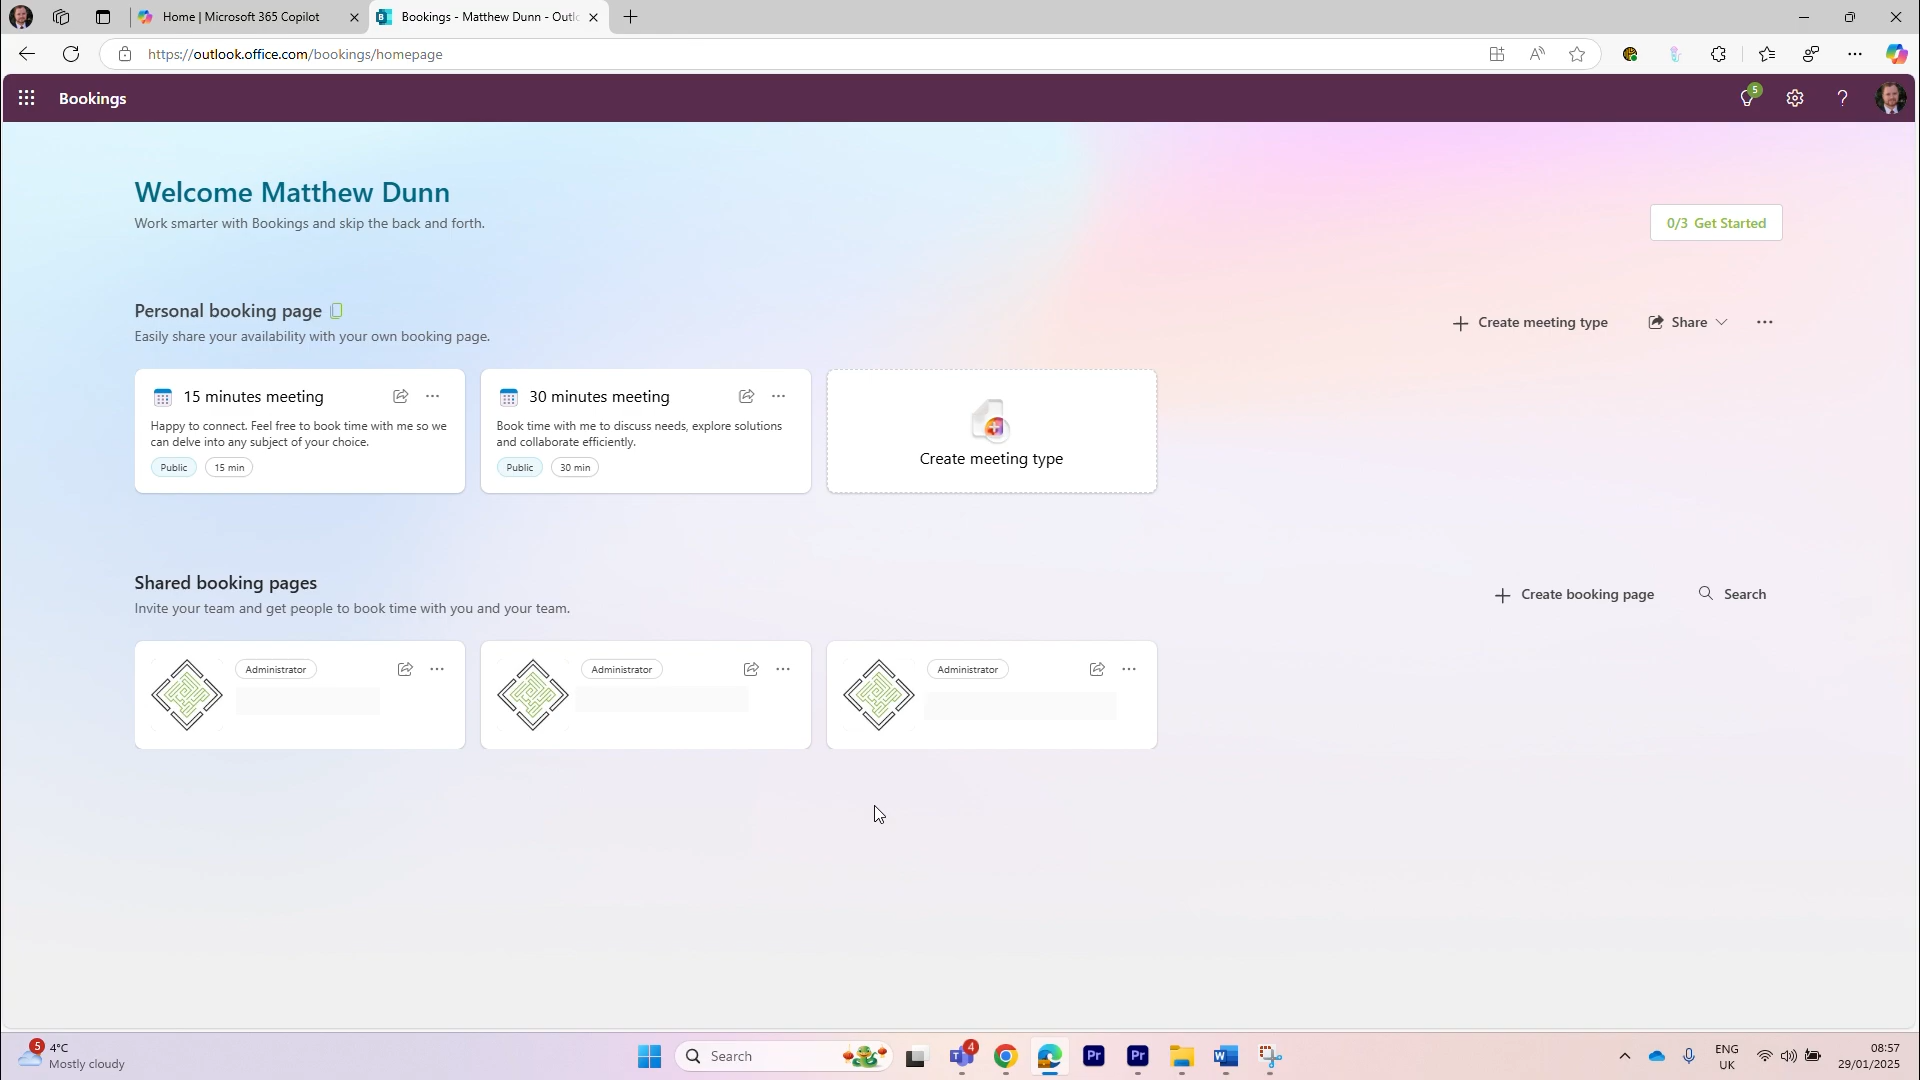 Home | Microsoft 365 Copilot
Bookings - Matthew Dunn - Outl
https://outlook.office.com/bookings/homepage
Bookings
5
Welcome Matthew Dunn
Work smarter with Bookings and skip the back and forth.
0/3 Get Started
Personal booking page
Easily share your availability with your own booking page.
Create meeting type
Share
15 minutes meeting
Happy to connect. Feel free to book time with me so we
can delve into any subject of your choice.
Public
15 min
30 minutes meeting
Book time with me to discuss needs, explore solutions
and collaborate efficiently.
Public
30 min
Create meeting type
Shared booking pages
Invite your team and get people to book time with you and your team.
Create booking page
Search
Administrator
Administrator
Administrator
5
4°C
Mostly cloudy
Search
4
Pr
Pr
ENG
UK
08:57
29/01/2025